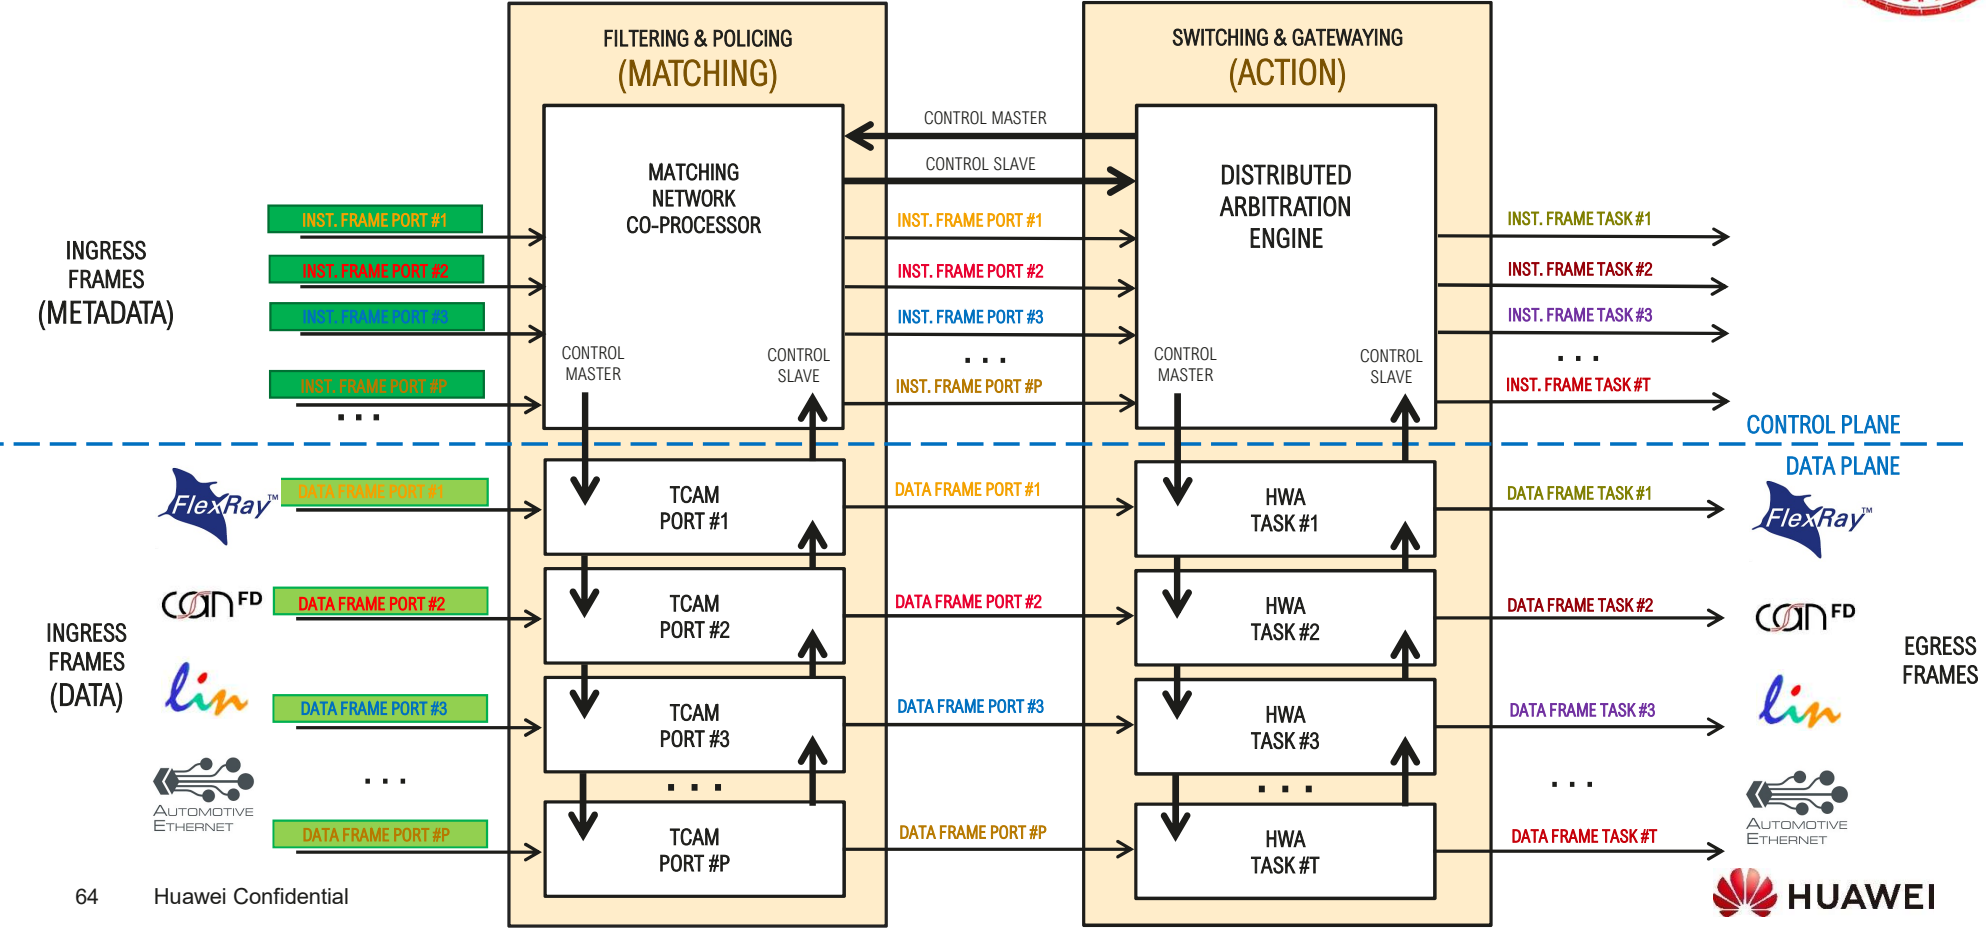 FILTERING & POLICING
(MATCHING)
SWITCHING & GATEWAYING
(ACTION)
CONTROL MASTER
CONTROL SLAVE
MATCHING
NETWORK
CO-PROCESSOR
DISTRIBUTED
ARBITRATION
ENGINE
INGRESS
FRAMES
(METADATA)
INST. FRAME PORT #1
INST. FRAME PORT #2
INST. FRAME PORT #3
INST. FRAME PORT #P
...
INST. FRAME PORT #1
INST. FRAME PORT #2
INST. FRAME PORT #3
...
INST. FRAME PORT #P
INST. FRAME TASK #1
INST. FRAME TASK #2
INST. FRAME TASK #3
...
INST. FRAME TASK #T
CONTROL
MASTER
CONTROL
SLAVE
CONTROL
MASTER
CONTROL
SLAVE
CONTROL PLANE
DATA PLANE
INGRESS
FRAMES
(DATA)
FlexRay™
CAN FD
lin
AUTOMOTIVE
ETHERNET
DATA FRAME PORT #1
DATA FRAME PORT #2
DATA FRAME PORT #3
...
DATA FRAME PORT #P
TCAM
PORT #1
TCAM
PORT #2
TCAM
PORT #3
...
TCAM
PORT #P
DATA FRAME PORT #1
DATA FRAME PORT #2
DATA FRAME PORT #3
DATA FRAME PORT #P
HWA
TASK #1
HWA
TASK #2
HWA
TASK #3
...
HWA
TASK #T
DATA FRAME TASK #1
DATA FRAME TASK #2
DATA FRAME TASK #3
...
DATA FRAME TASK #T
FlexRay™
CAN FD
lin
AUTOMOTIVE
ETHERNET
EGRESS
FRAMES
64 Huawei Confidential
HUAWEI